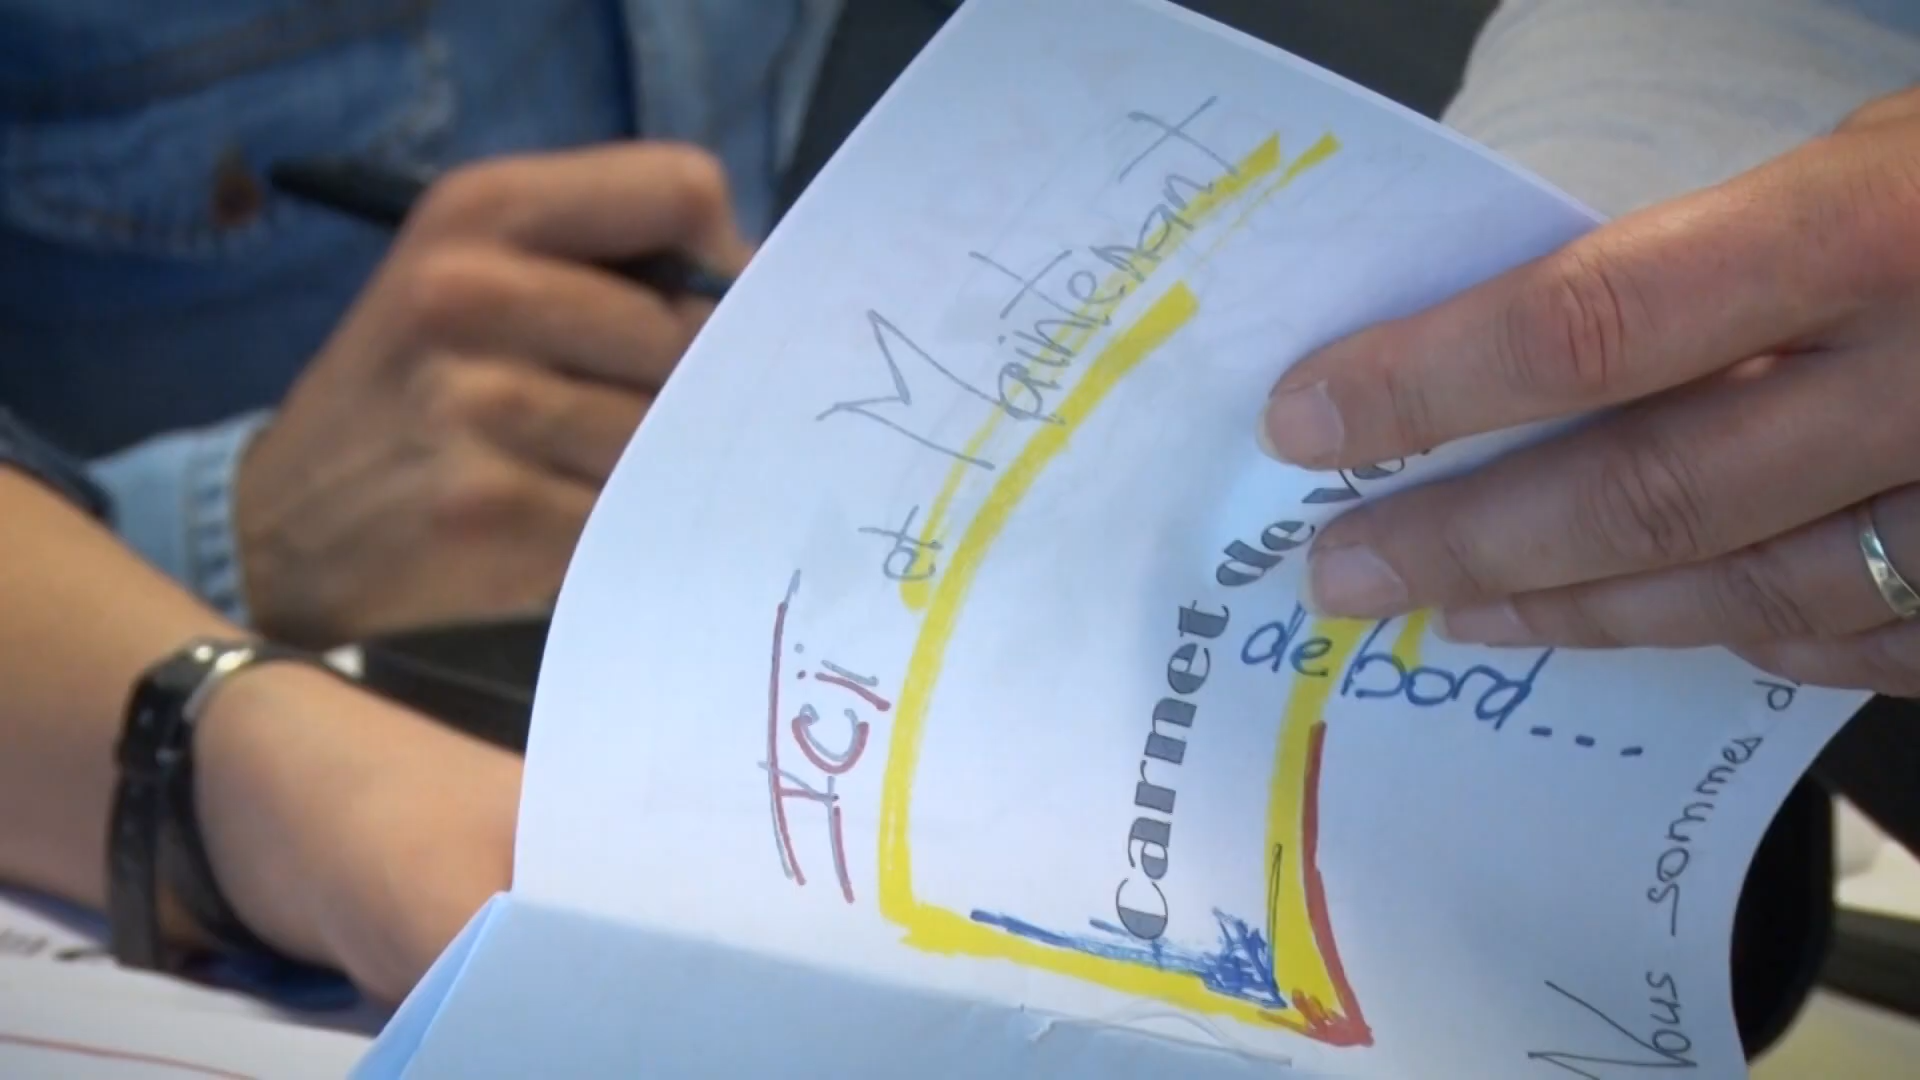 Ici et Maintenant
Carnet de
de bord...
Nous sommes